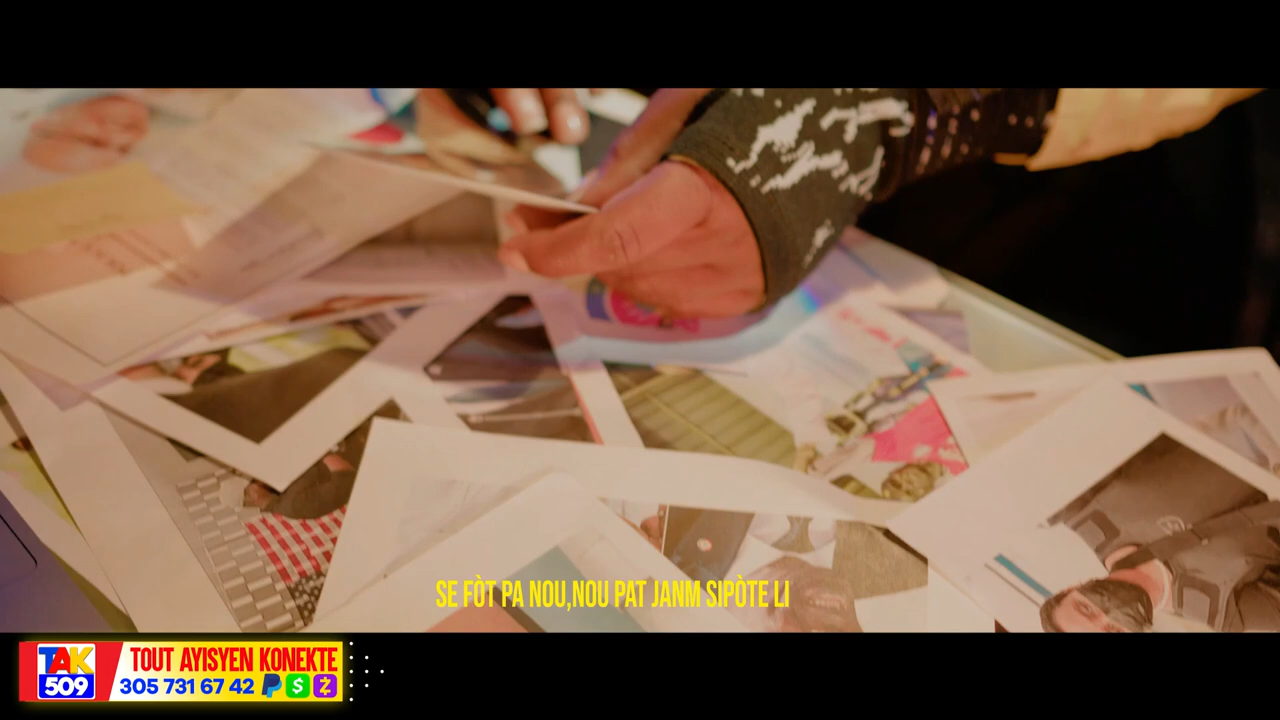 SE FÒT PA NOU,NOU PAT JANM SIPÒTE LI
TAK
509
TOUT AYISYEN KONEKTE
305 731 67 42